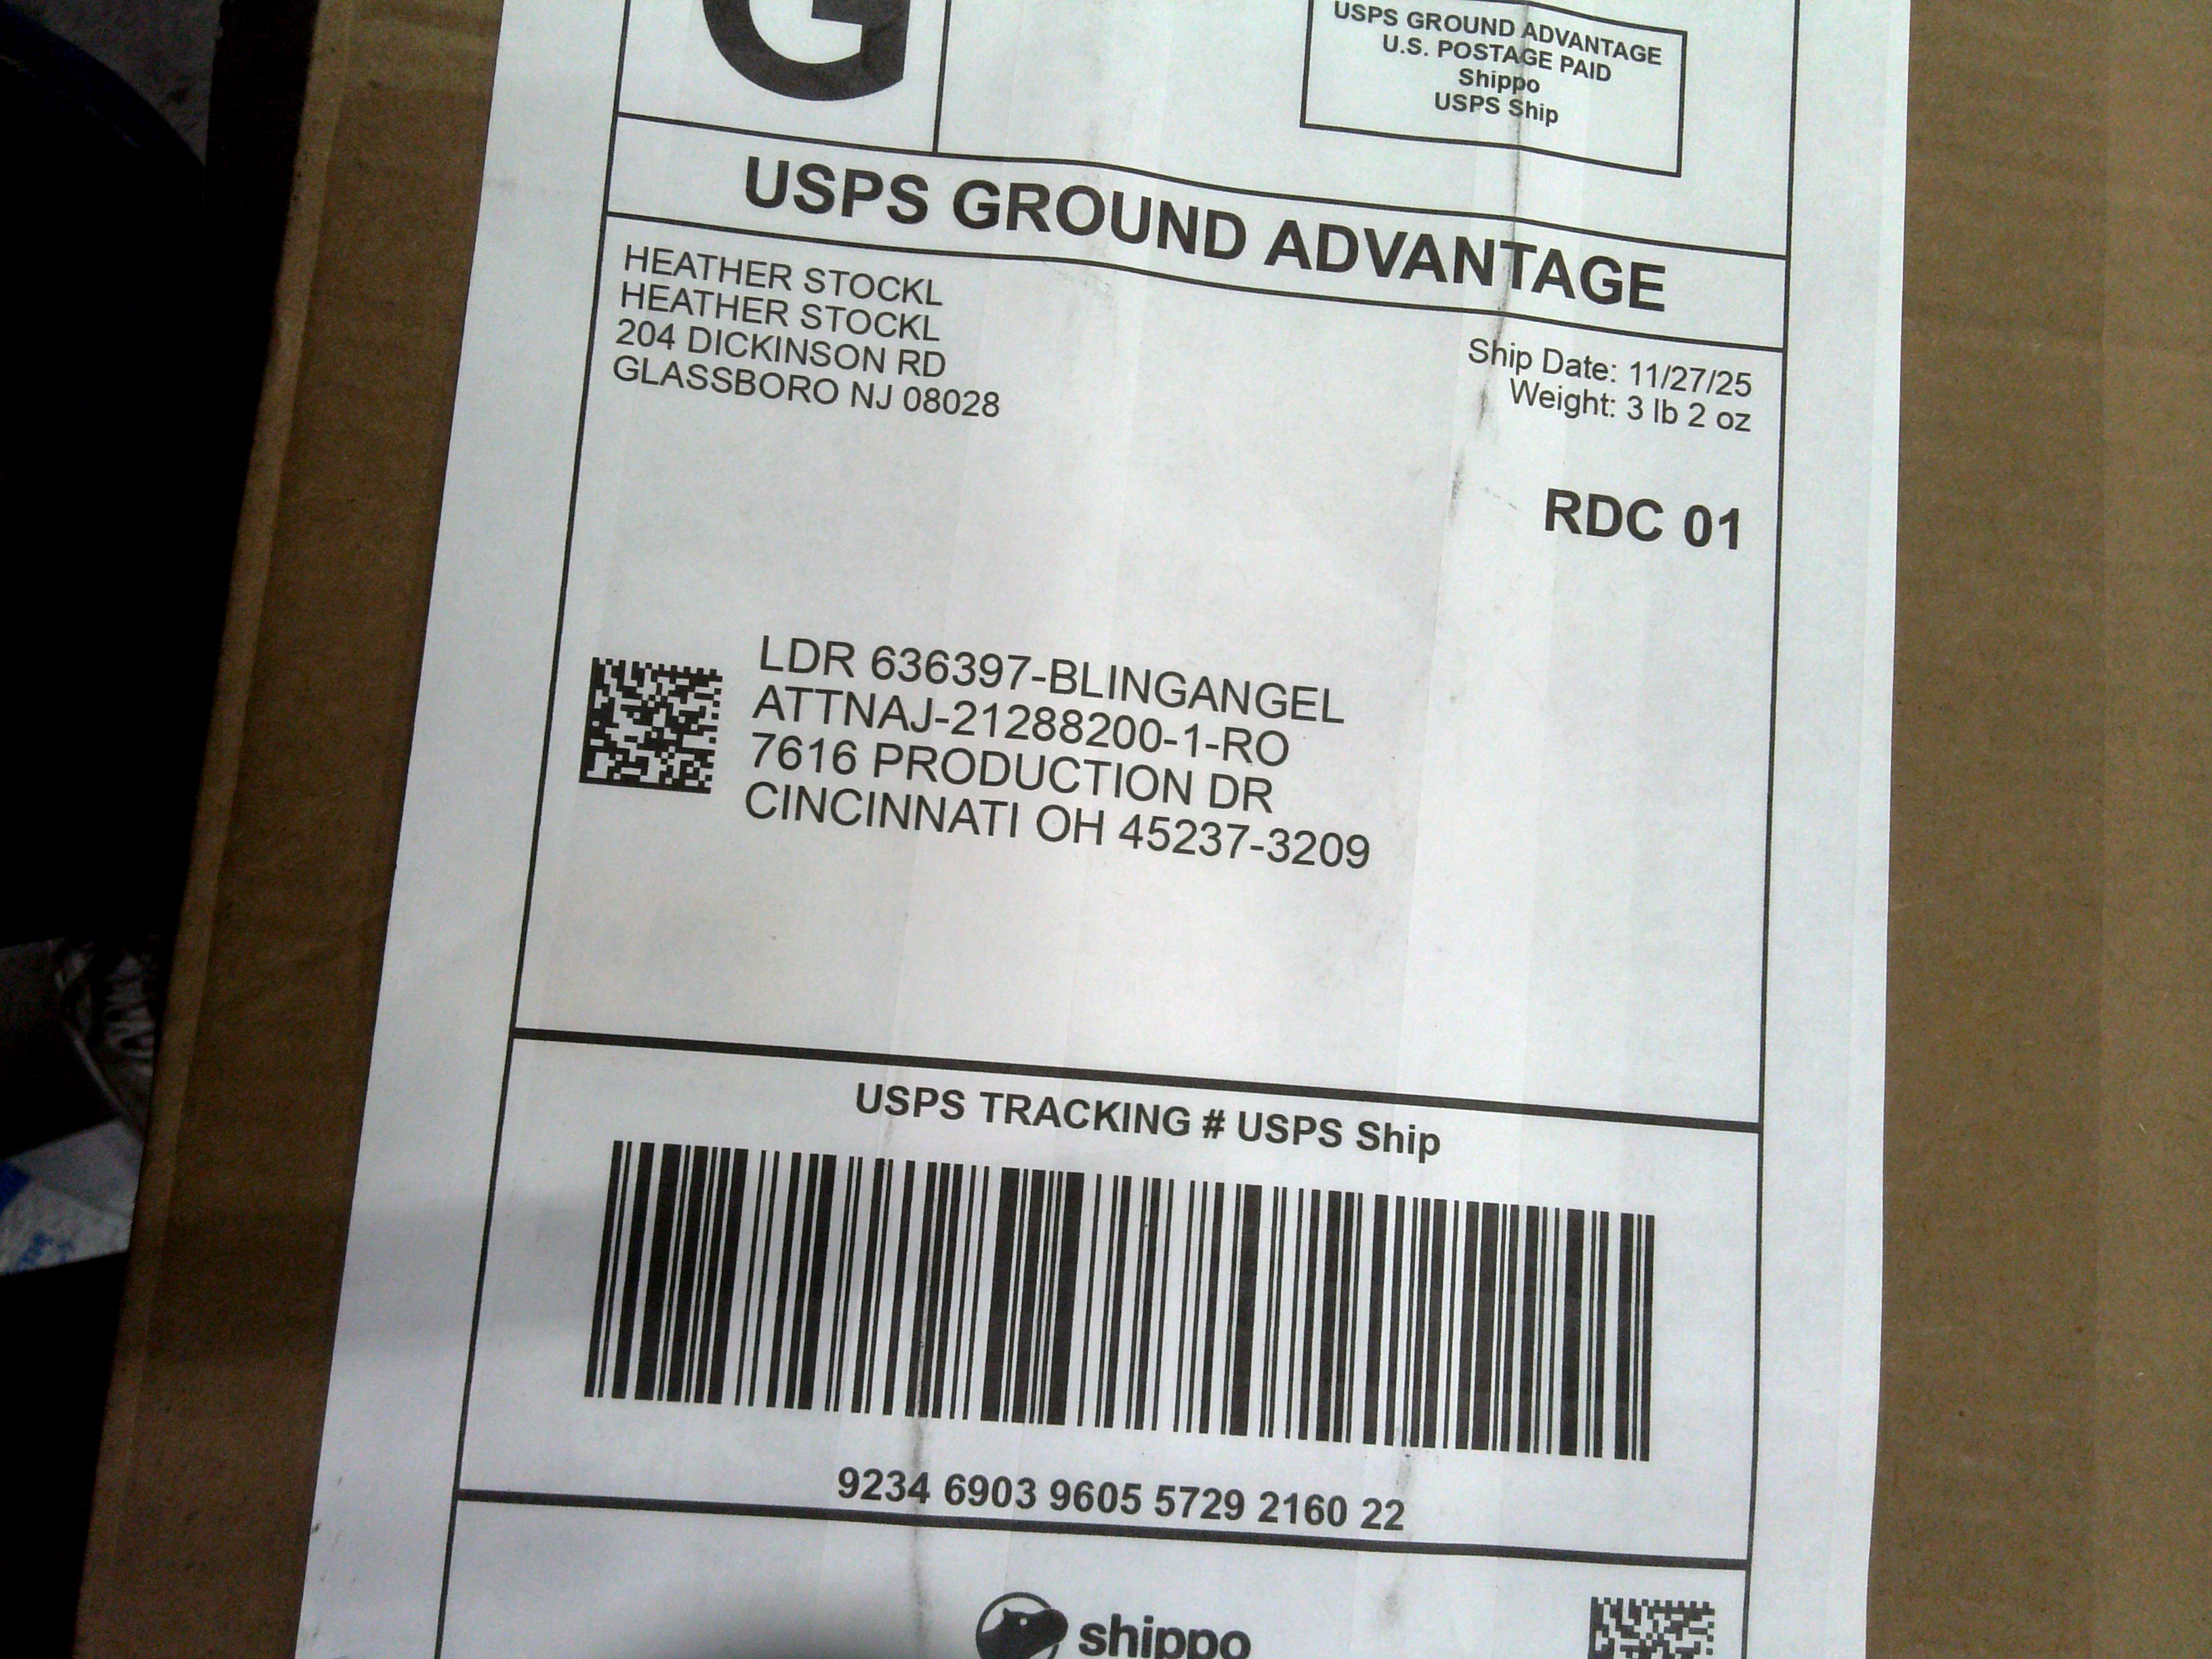 G
USPS GROUND ADVANTAGE
U.S. POSTAGE PAID
Shippo
USPS Ship
USPS GROUND ADVANTAGE
HEATHER STOCKL
HEATHER STOCKL
204 DICKINSON RD
GLASSBORO NJ 08028
Ship Date: 11/27/25
Weight: 3 lb 2 oz
RDC 01
LDR 636397-BLINGANGEL
ATTNAJ-21288200-1-RO
7616 PRODUCTION DR
CINCINNATI OH 45237-3209
USPS TRACKING # USPS Ship
9234 6903 9605 5729 2160 22
shippo